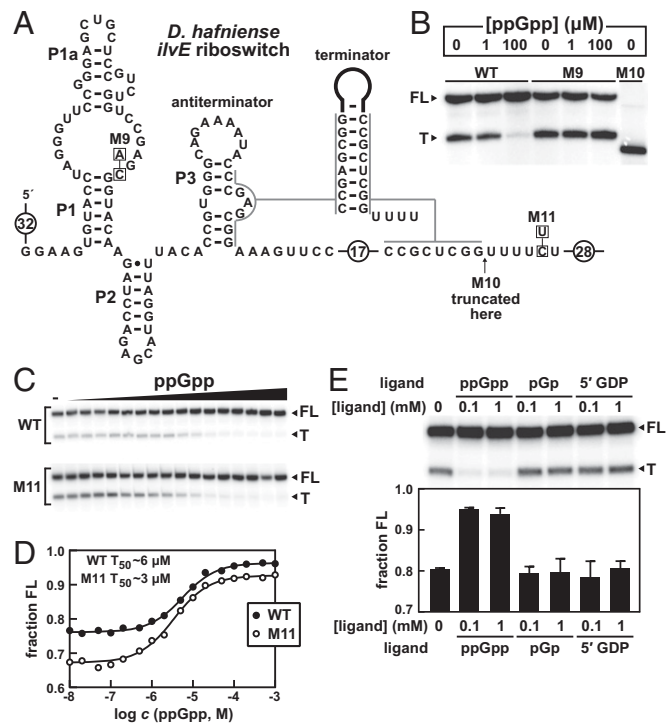 A
D. hafniense
ilvE riboswitch
P1a
M9
A
C
P1
5´
32
GGAAGU
P2
antiterminator
P3
terminator
UUUU
UACAC
AAAGUUCC
17
CCGCUCGGUUUU
M11
U
C
U
28
M10
truncated
here
B
[ppGpp] (µM)
0 1 100 0 1 100 0
WT M9 M10
FL
T
C
ppGpp
-
WT
FL
T
M11
FL
T
D
WT T50~6 µM
M11 T50~3 µM
fraction FL
1.0
0.9
0.8
0.7
0.6
WT
M11
-8 -7 -6 -5 -4 -3
log c (ppGpp, M)
E
ligand ppGpp pGp 5′ GDP
[ligand] (mM) 0 0.1 1 0.1 1 0.1 1
FL
T
fraction FL
1.0
0.9
0.8
0.7
[ligand] (mM) 0 0.1 1 0.1 1 0.1 1
ligand ppGpp pGp 5′ GDP